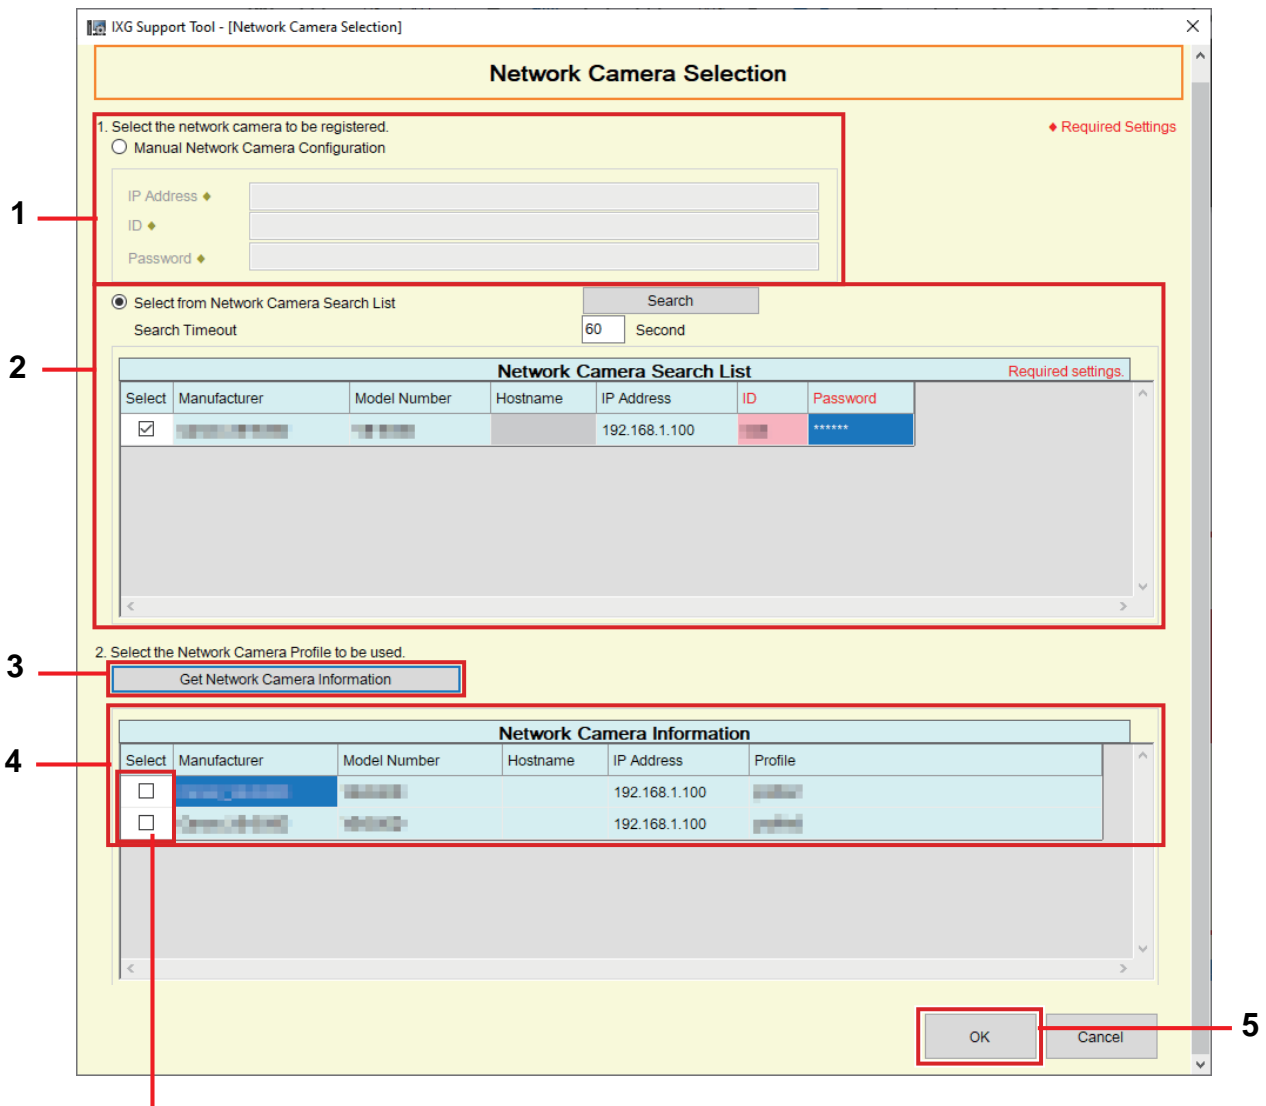 IXG Support Tool - [Network Camera Selection]
Network Camera Selection
1. Select the network camera to be registered.
♦ Required Settings
Manual Network Camera Configuration
IP Address ♦
1
ID ♦
Password ♦
Select from Network Camera Search List
Search
Search Timeout
60 Second
2
Network Camera Search List
Required settings.
Select Manufacturer Model Number Hostname IP Address ID Password
192.168.1.100 ******
2. Select the Network Camera Profile to be used.
3
Get Network Camera Information
Network Camera Information
4
Select Manufacturer Model Number Hostname IP Address Profile
192.168.1.100
192.168.1.100
OK
Cancel
5